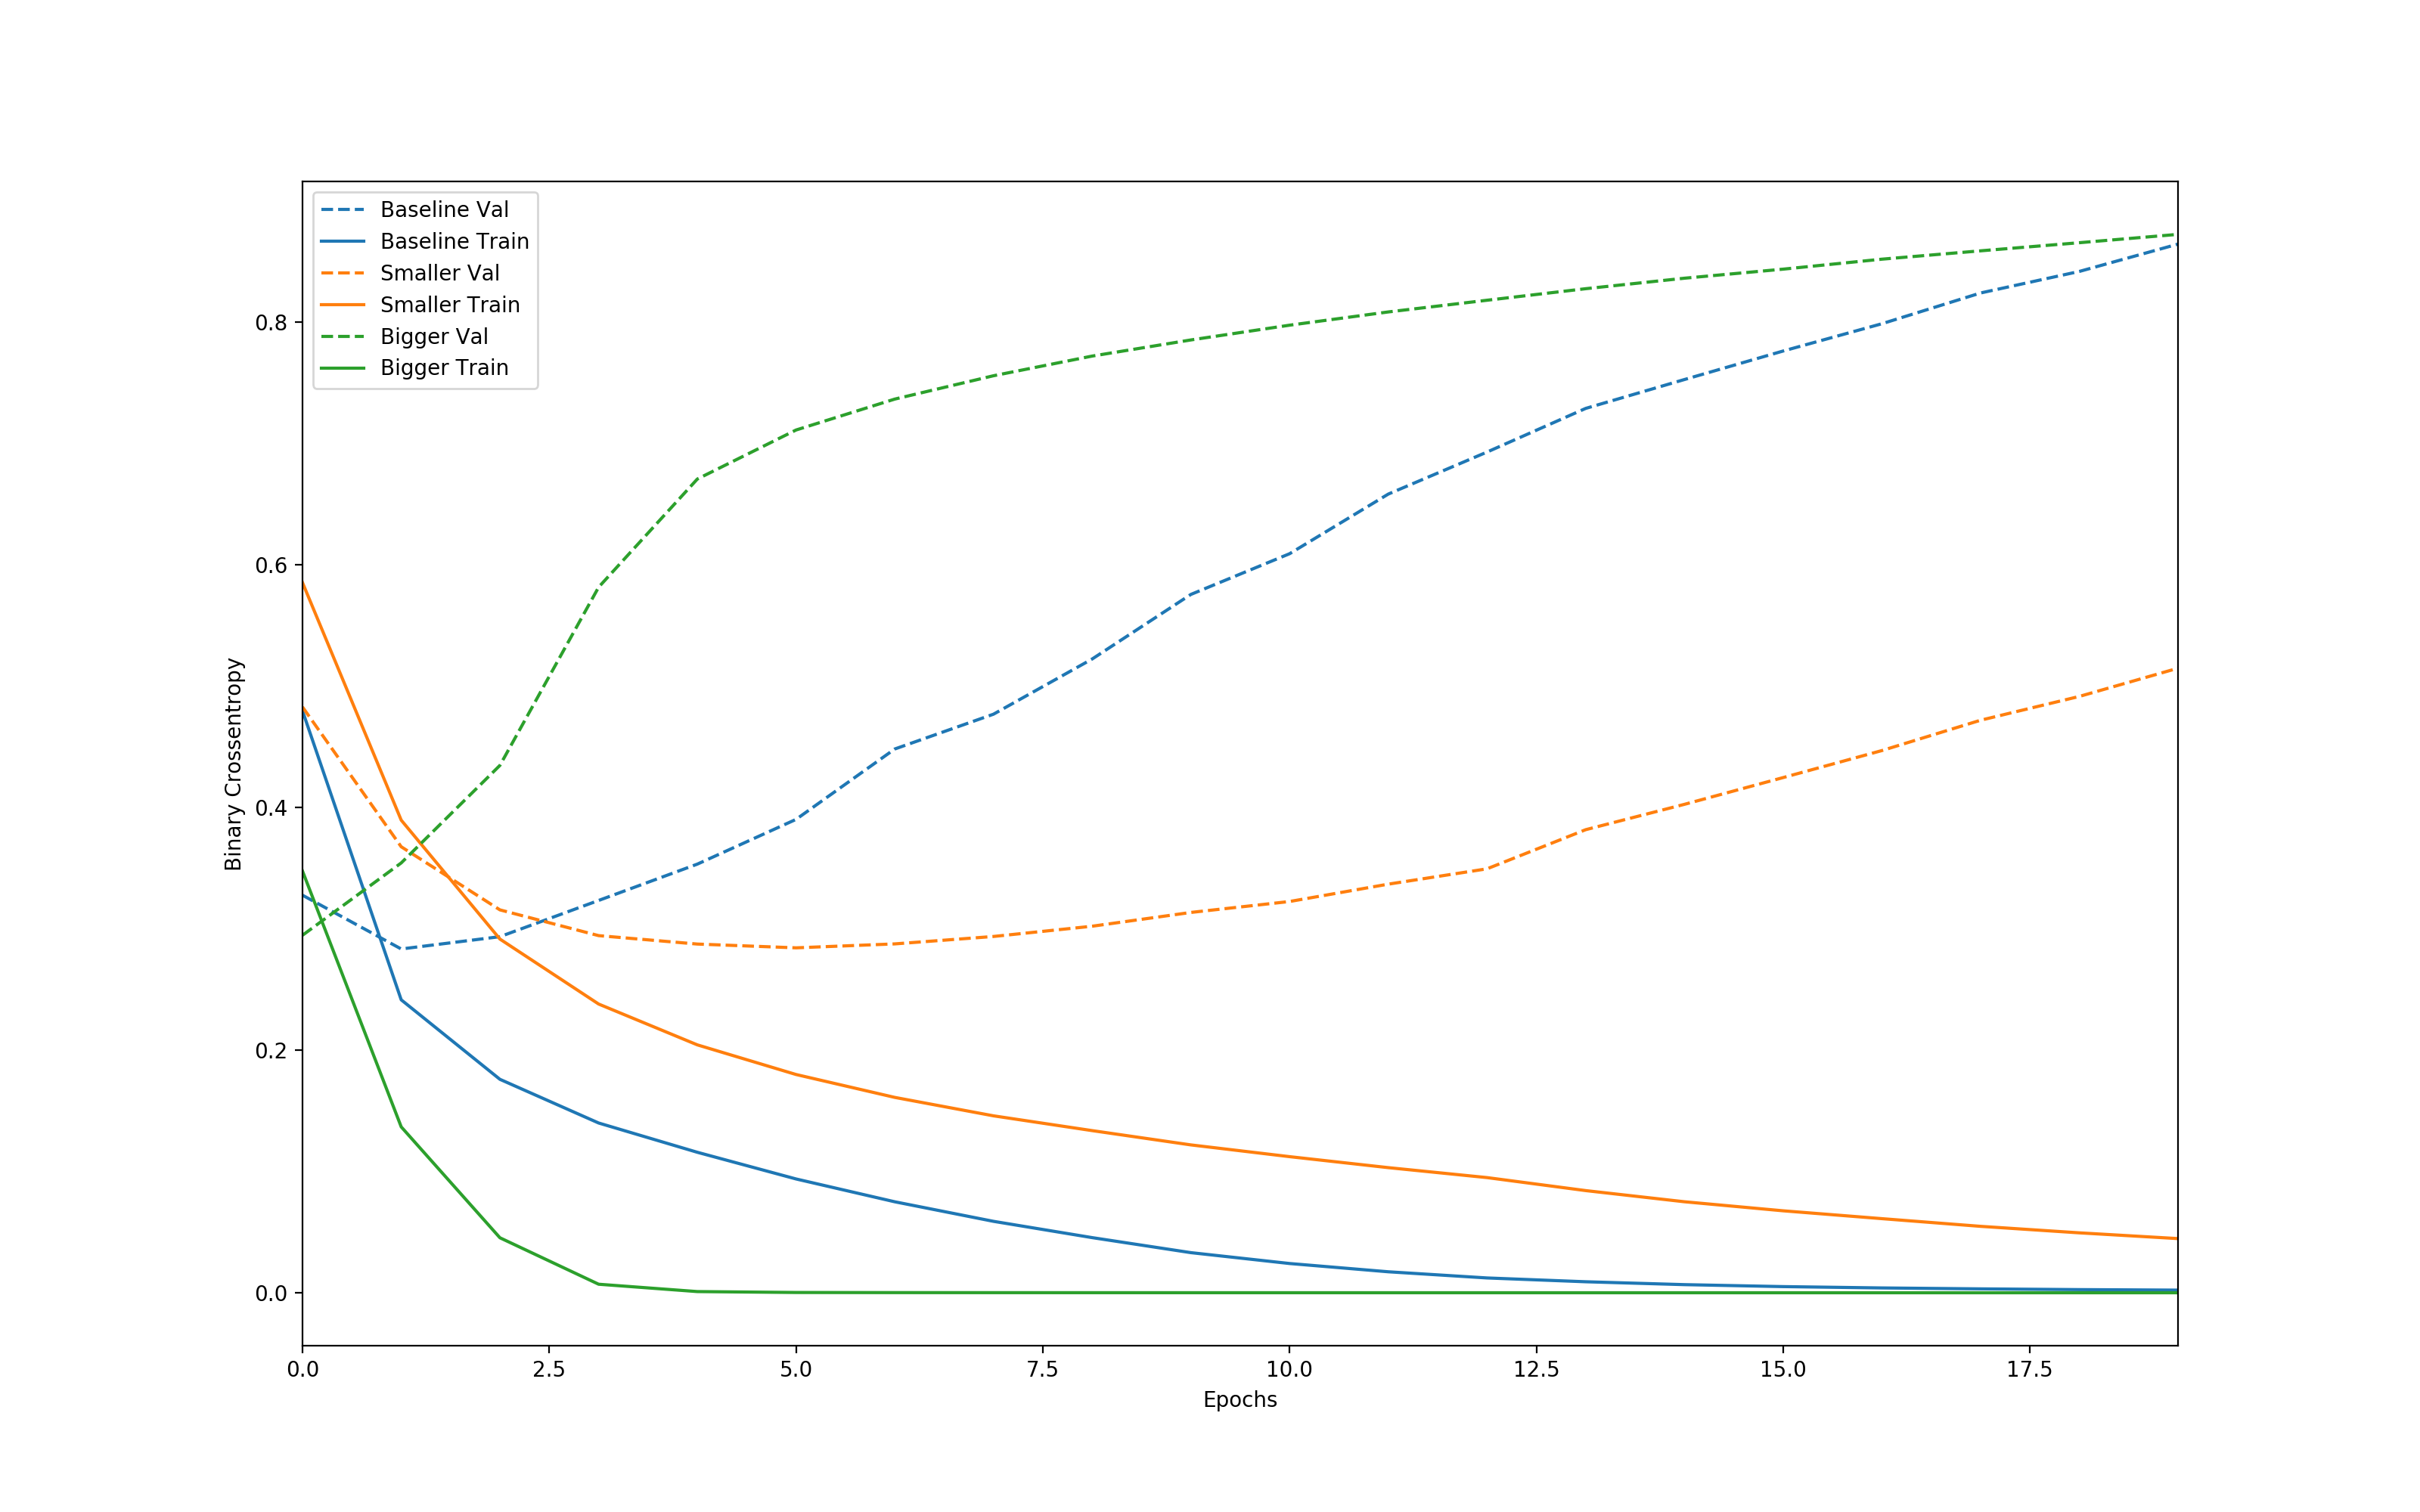 Baseline Val
Baseline Train
Smaller Val
Smaller Train
Bigger Val
Bigger Train
0.8
0.6
0.4
0.2
0.0
Binary Crossentropy
0.0 2.5 5.0 7.5 10.0 12.5 15.0 17.5
Epochs